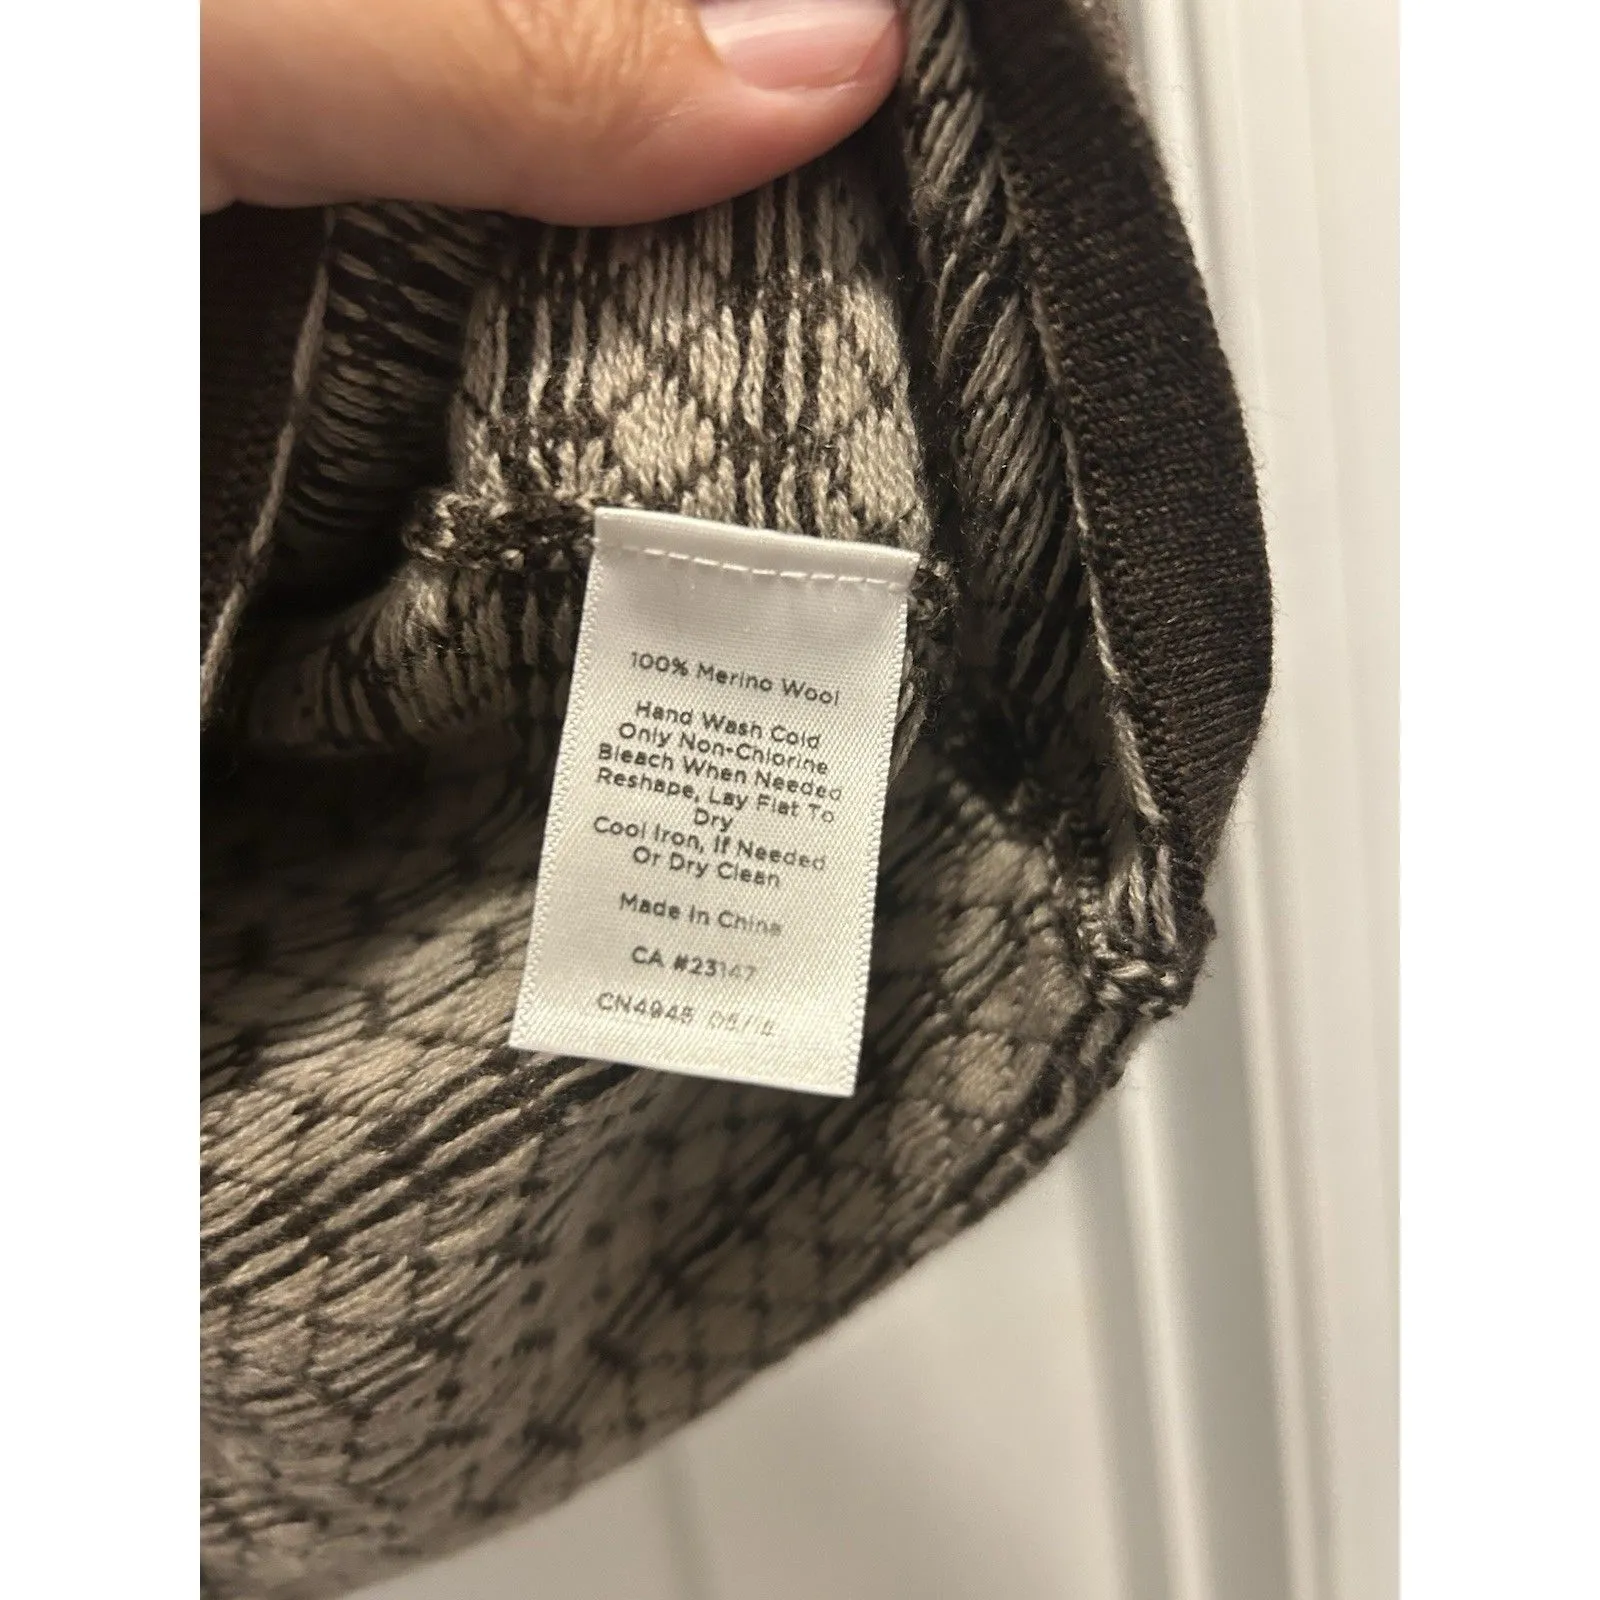 100% Merino Wool
Hand Wash Cold
Only Non-Chlorine
Bleach When Needed
Reshape, Lay Flat To
Dry
Cool Iron, If Needed
Or Dry Clean
Made In China
CA #23147
CN4945